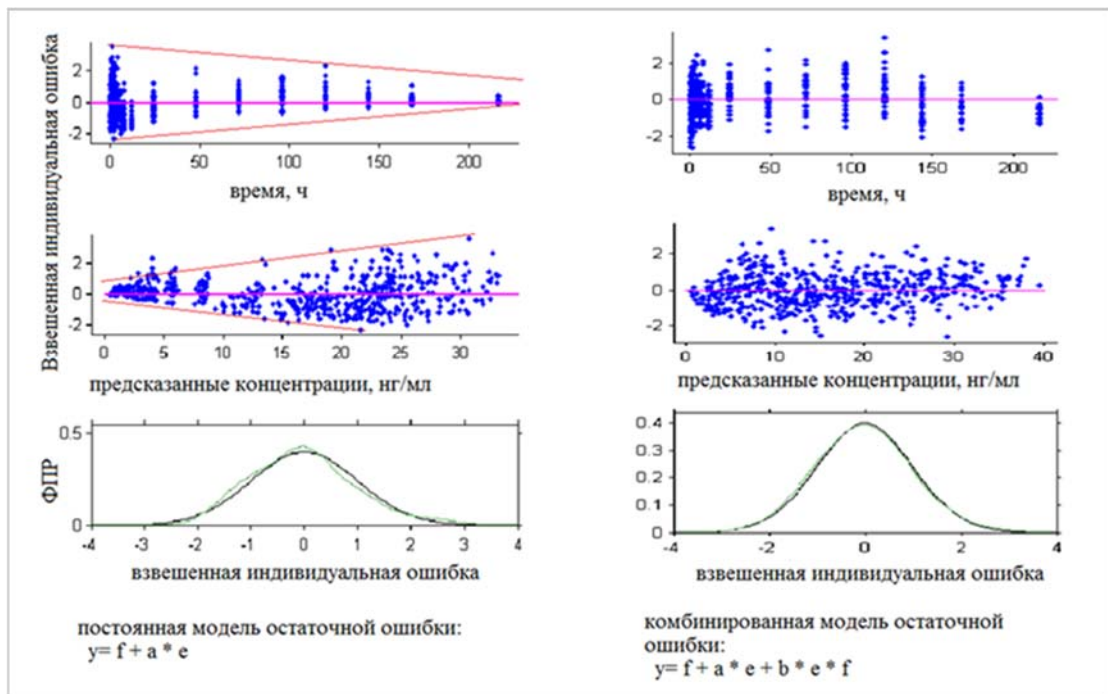 Взвешенная индивидуальная ошибка
2
0
-2
0 50 100 150 200
время, ч
2
0
-2
0 50 100 150 200
время, ч
2
0
-2
0 5 10 15 20 25 30
предсказанные концентрации, нг/мл
2
0
-2
0 10 20 30 40
предсказанные концентрации, нг/мл
ФПР
0.5
0
-4 -3 -2 -1 0 1 2 3 4
взвешенная индивидуальная ошибка
0.4
0.3
0.2
0.1
0
-4 -2 0 2 4
взвешенная индивидуальная ошибка
постоянная модель остаточной ошибки:
y= f + a * e
комбинированная модель остаточной
ошибки:
y= f + a * e + b * e * f